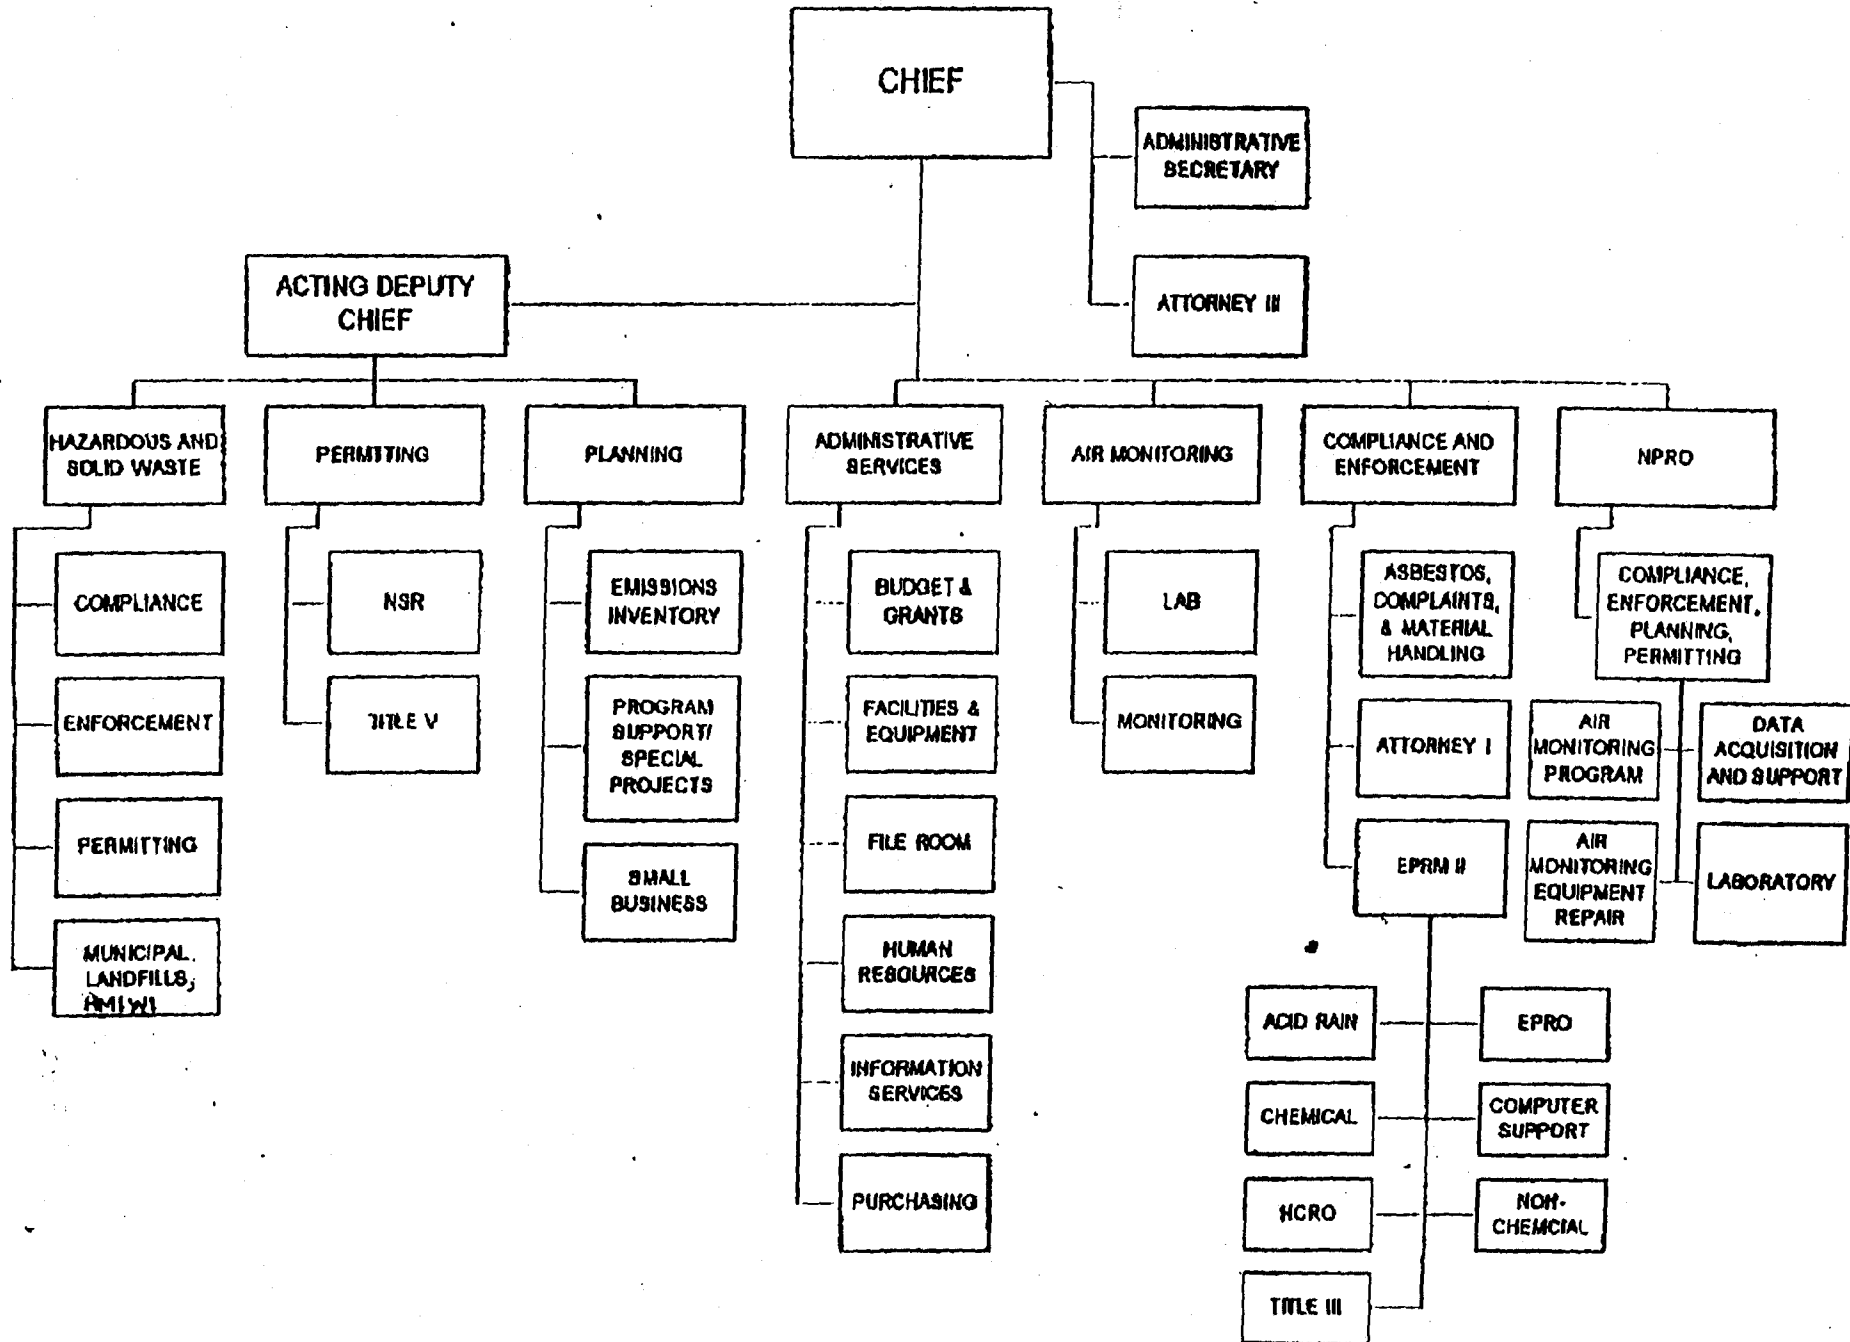 CHIEF
ADMINISTRATIVE
SECRETARY
ATTORNEY III
ACTING DEPUTY
CHIEF
HAZARDOUS AND
SOLID WASTE
PERMITTING
PLANNING
ADMINISTRATIVE
SERVICES
AIR MONITORING
COMPLIANCE AND
ENFORCEMENT
NPRO
COMPLIANCE
ENFORCEMENT
PERMITTING
MUNICIPAL,
LANDFILLS,
HMIWI
NSR
TITLE V
EMISSIONS
INVENTORY
PROGRAM
SUPPORT/
SPECIAL
PROJECTS
SMALL
BUSINESS
BUDGET &
GRANTS
FACILITIES &
EQUIPMENT
FILE ROOM
HUMAN
RESOURCES
INFORMATION
SERVICES
PURCHASING
LAB
MONITORING
ASBESTOS,
COMPLAINTS,
& MATERIAL
HANDLING
ATTORNEY I
EPRM II
ACID RAIN
EPRO
CHEMICAL
COMPUTER
SUPPORT
NCRO
NON-
CHEMCIAL
TITLE III
COMPLIANCE,
ENFORCEMENT,
PLANNING,
PERMITTING
AIR
MONITORING
PROGRAM
DATA
ACQUISITION
AND SUPPORT
AIR
MONITORING
EQUIPMENT
REPAIR
LABORATORY